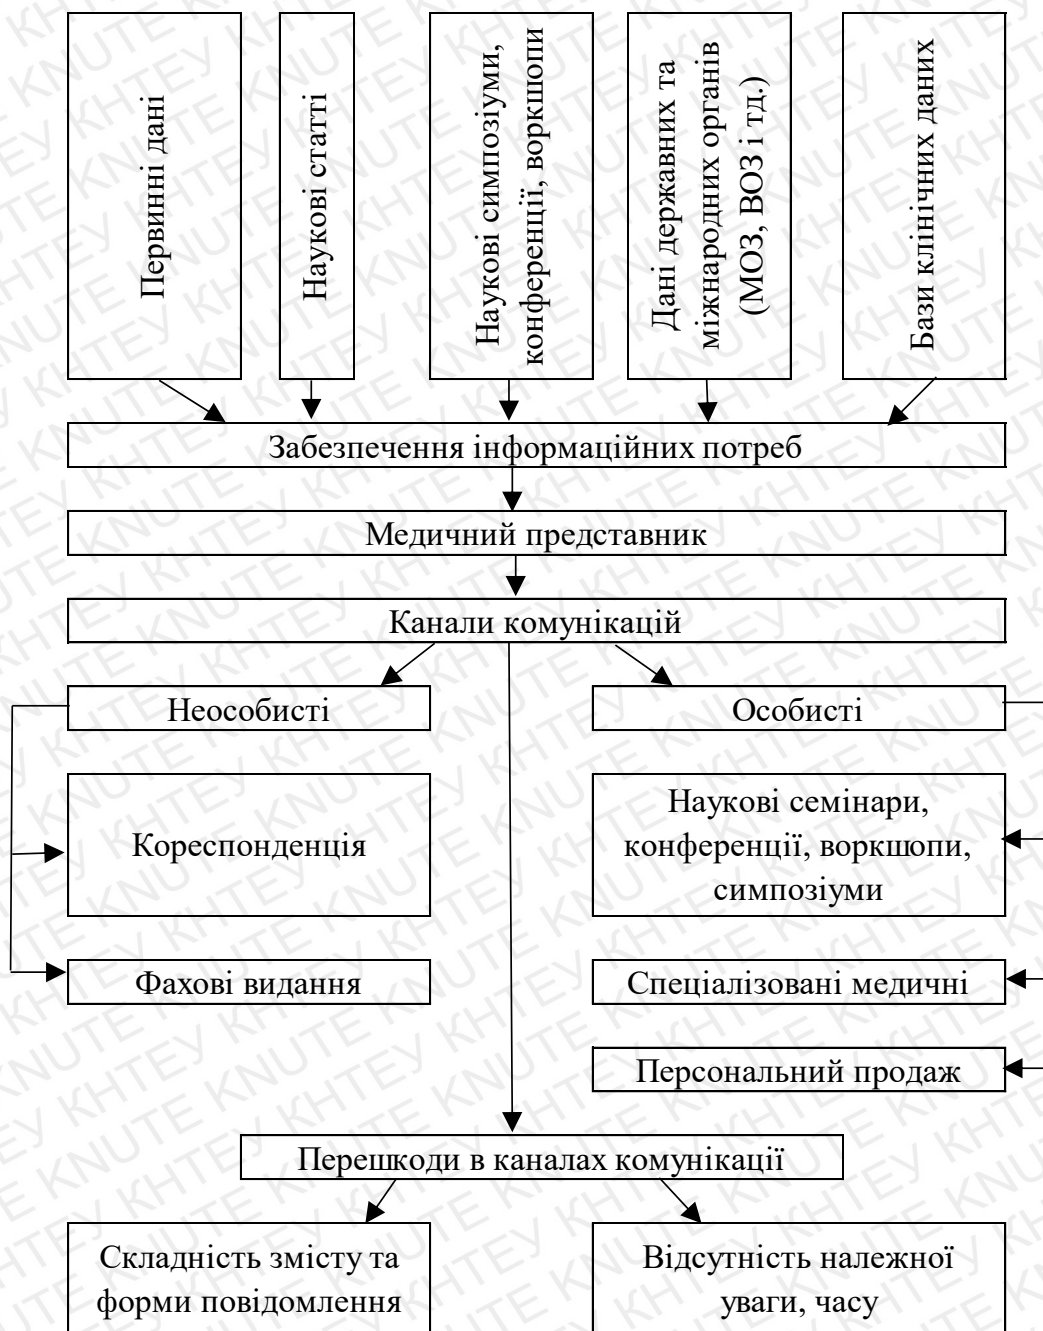 Первинні дані
Наукові статті
Наукові симпозіуми,
конференції, воркшопи
Дані державних та
міжнародних органів
(МОЗ, ВОЗ і тд.)
Бази клінічних даних
Забезпечення інформаційних потреб
Медичний представник
Канали комунікацій
Неособисті
Особисті
Кореспонденція
Наукові семінари,
конференції, воркшопи,
симпозіуми
Фахові видання
Спеціалізовані медичні
Персональний продаж
Перешкоди в каналах комунікації
Складність змісту та
форми повідомлення
Відсутність належної
уваги, часу